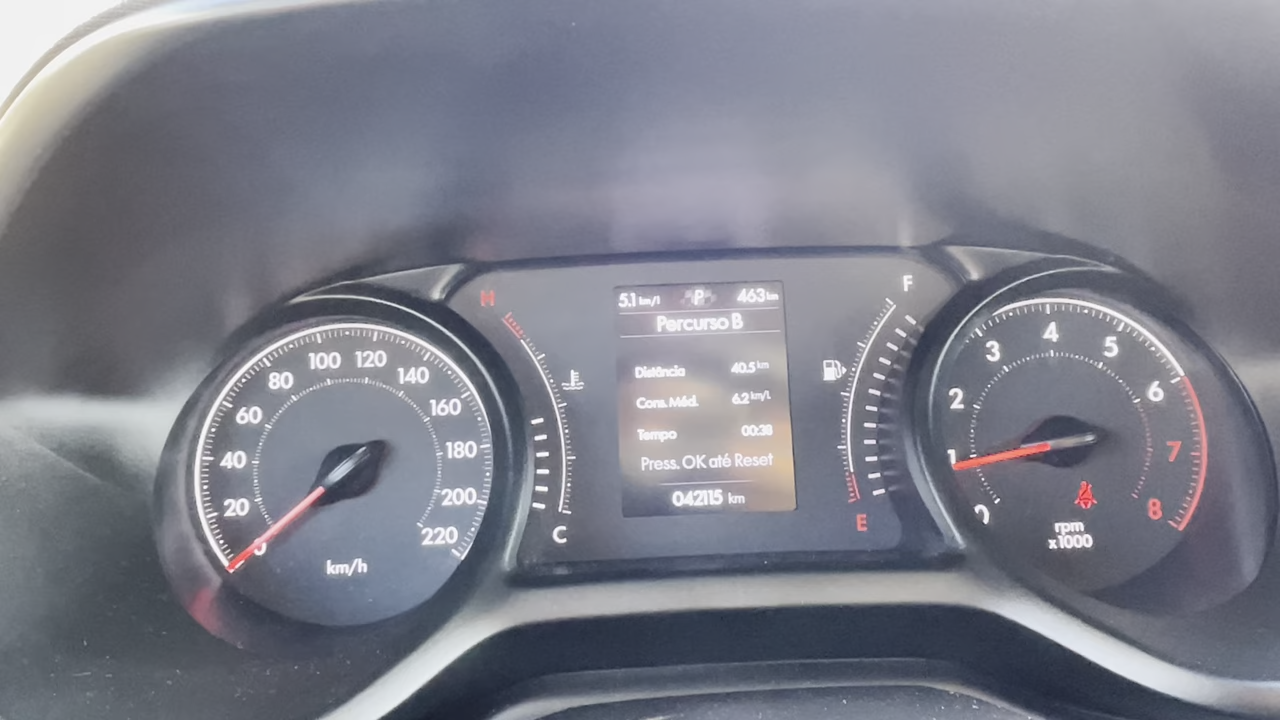 0 20 40 60 80 100 120 140 160 180 200 220
km/h
H
C
5.1 km/l P 463 km
Percurso B
Distância 40.5 km
Cons. Méd. 6.2 km/l
Tempo 00:38
Press. OK até Reset
042115 km
F
E
0 1 2 3 4 5 6 7 8
rpm
x1000